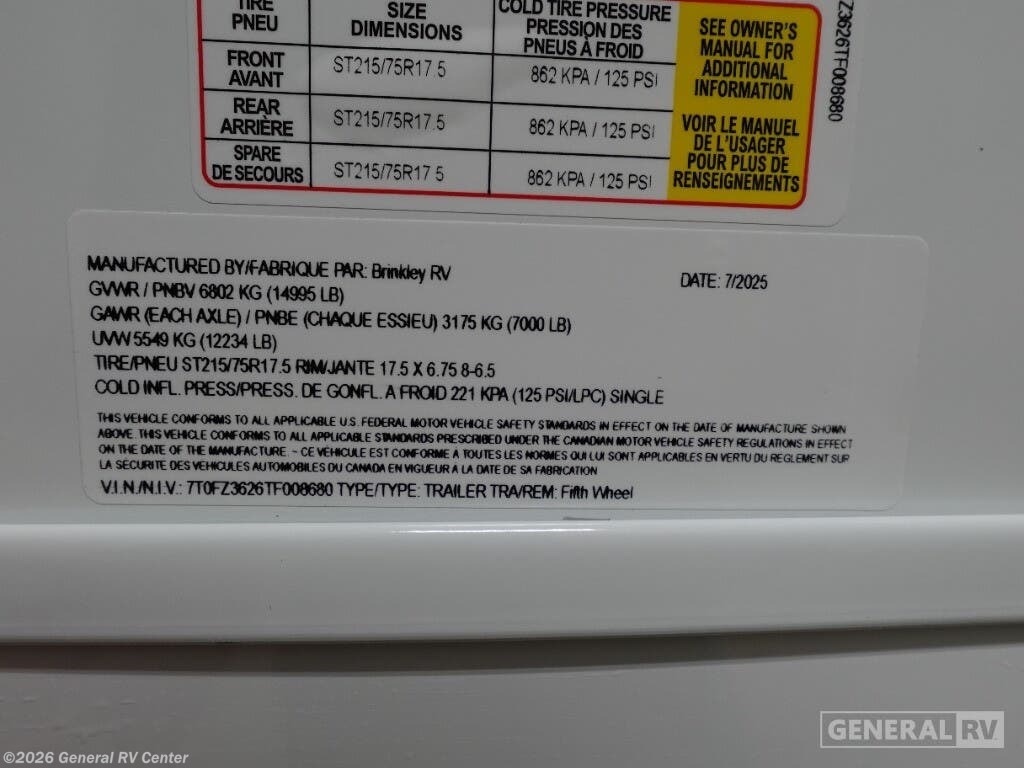 TIRE PNEU SIZE DIMENSIONS COLD TIRE PRESSURE PRESSION DES PNEUS À FROID
FRONT AVANT ST215/75R17.5 862 KPA / 125 PSI
REAR ARRIÈRE ST215/75R17.5 862 KPA / 125 PSI
SPARE DE SECOURS ST215/75R17.5 862 KPA / 125 PSI
SEE OWNER'S
MANUAL FOR
ADDITIONAL
INFORMATION
VOIR LE MANUEL
DE L'USAGER
POUR PLUS DE
RENSEIGNEMENTS
Z3626TF008680
MANUFACTURED BY/FABRIQUE PAR: Brinkley RV DATE: 7/2025
GVWR / PNBV 6802 KG (14995 LB)
GAWR (EACH AXLE) / PNBE (CHAQUE ESSIEU) 3175 KG (7000 LB)
UVW 5549 KG (12234 LB)
TIRE/PNEU ST215/75R17.5 RIM/JANTE 17.5 X 6.75 8-6.5
COLD INFL. PRESS/PRESS. DE GONFL. A FROID 221 KPA (125 PSI/LPC) SINGLE
THIS VEHICLE CONFORMS TO ALL APPLICABLE U.S. FEDERAL MOTOR VEHICLE SAFETY STANDARDS IN EFFECT ON THE DATE OF MANUFACTURE SHOWN
ABOVE. THIS VEHICLE CONFORMS TO ALL APPLICABLE STANDARDS PRESCRIBED UNDER THE CANADIAN MOTOR VEHICLE SAFETY REGULATIONS IN EFFECT
ON THE DATE OF THE MANUFACTURE. - CE VEHICULE EST CONFORME A TOUTES LES NORMES QUI LUI SONT APPLICABLES EN VERTU DU REGLEMENT SUR
LA SECURITE DES VEHICULES AUTOMOBILES DU CANADA EN VIGUEUR A LA DATE DE SA FABRICATION
V.I.N./N.I.V.: 7T0FZ3626TF008680 TYPE/TYPE: TRAILER TRA/REM: Fifth Wheel
GENERAL RV
©2026 General RV Center